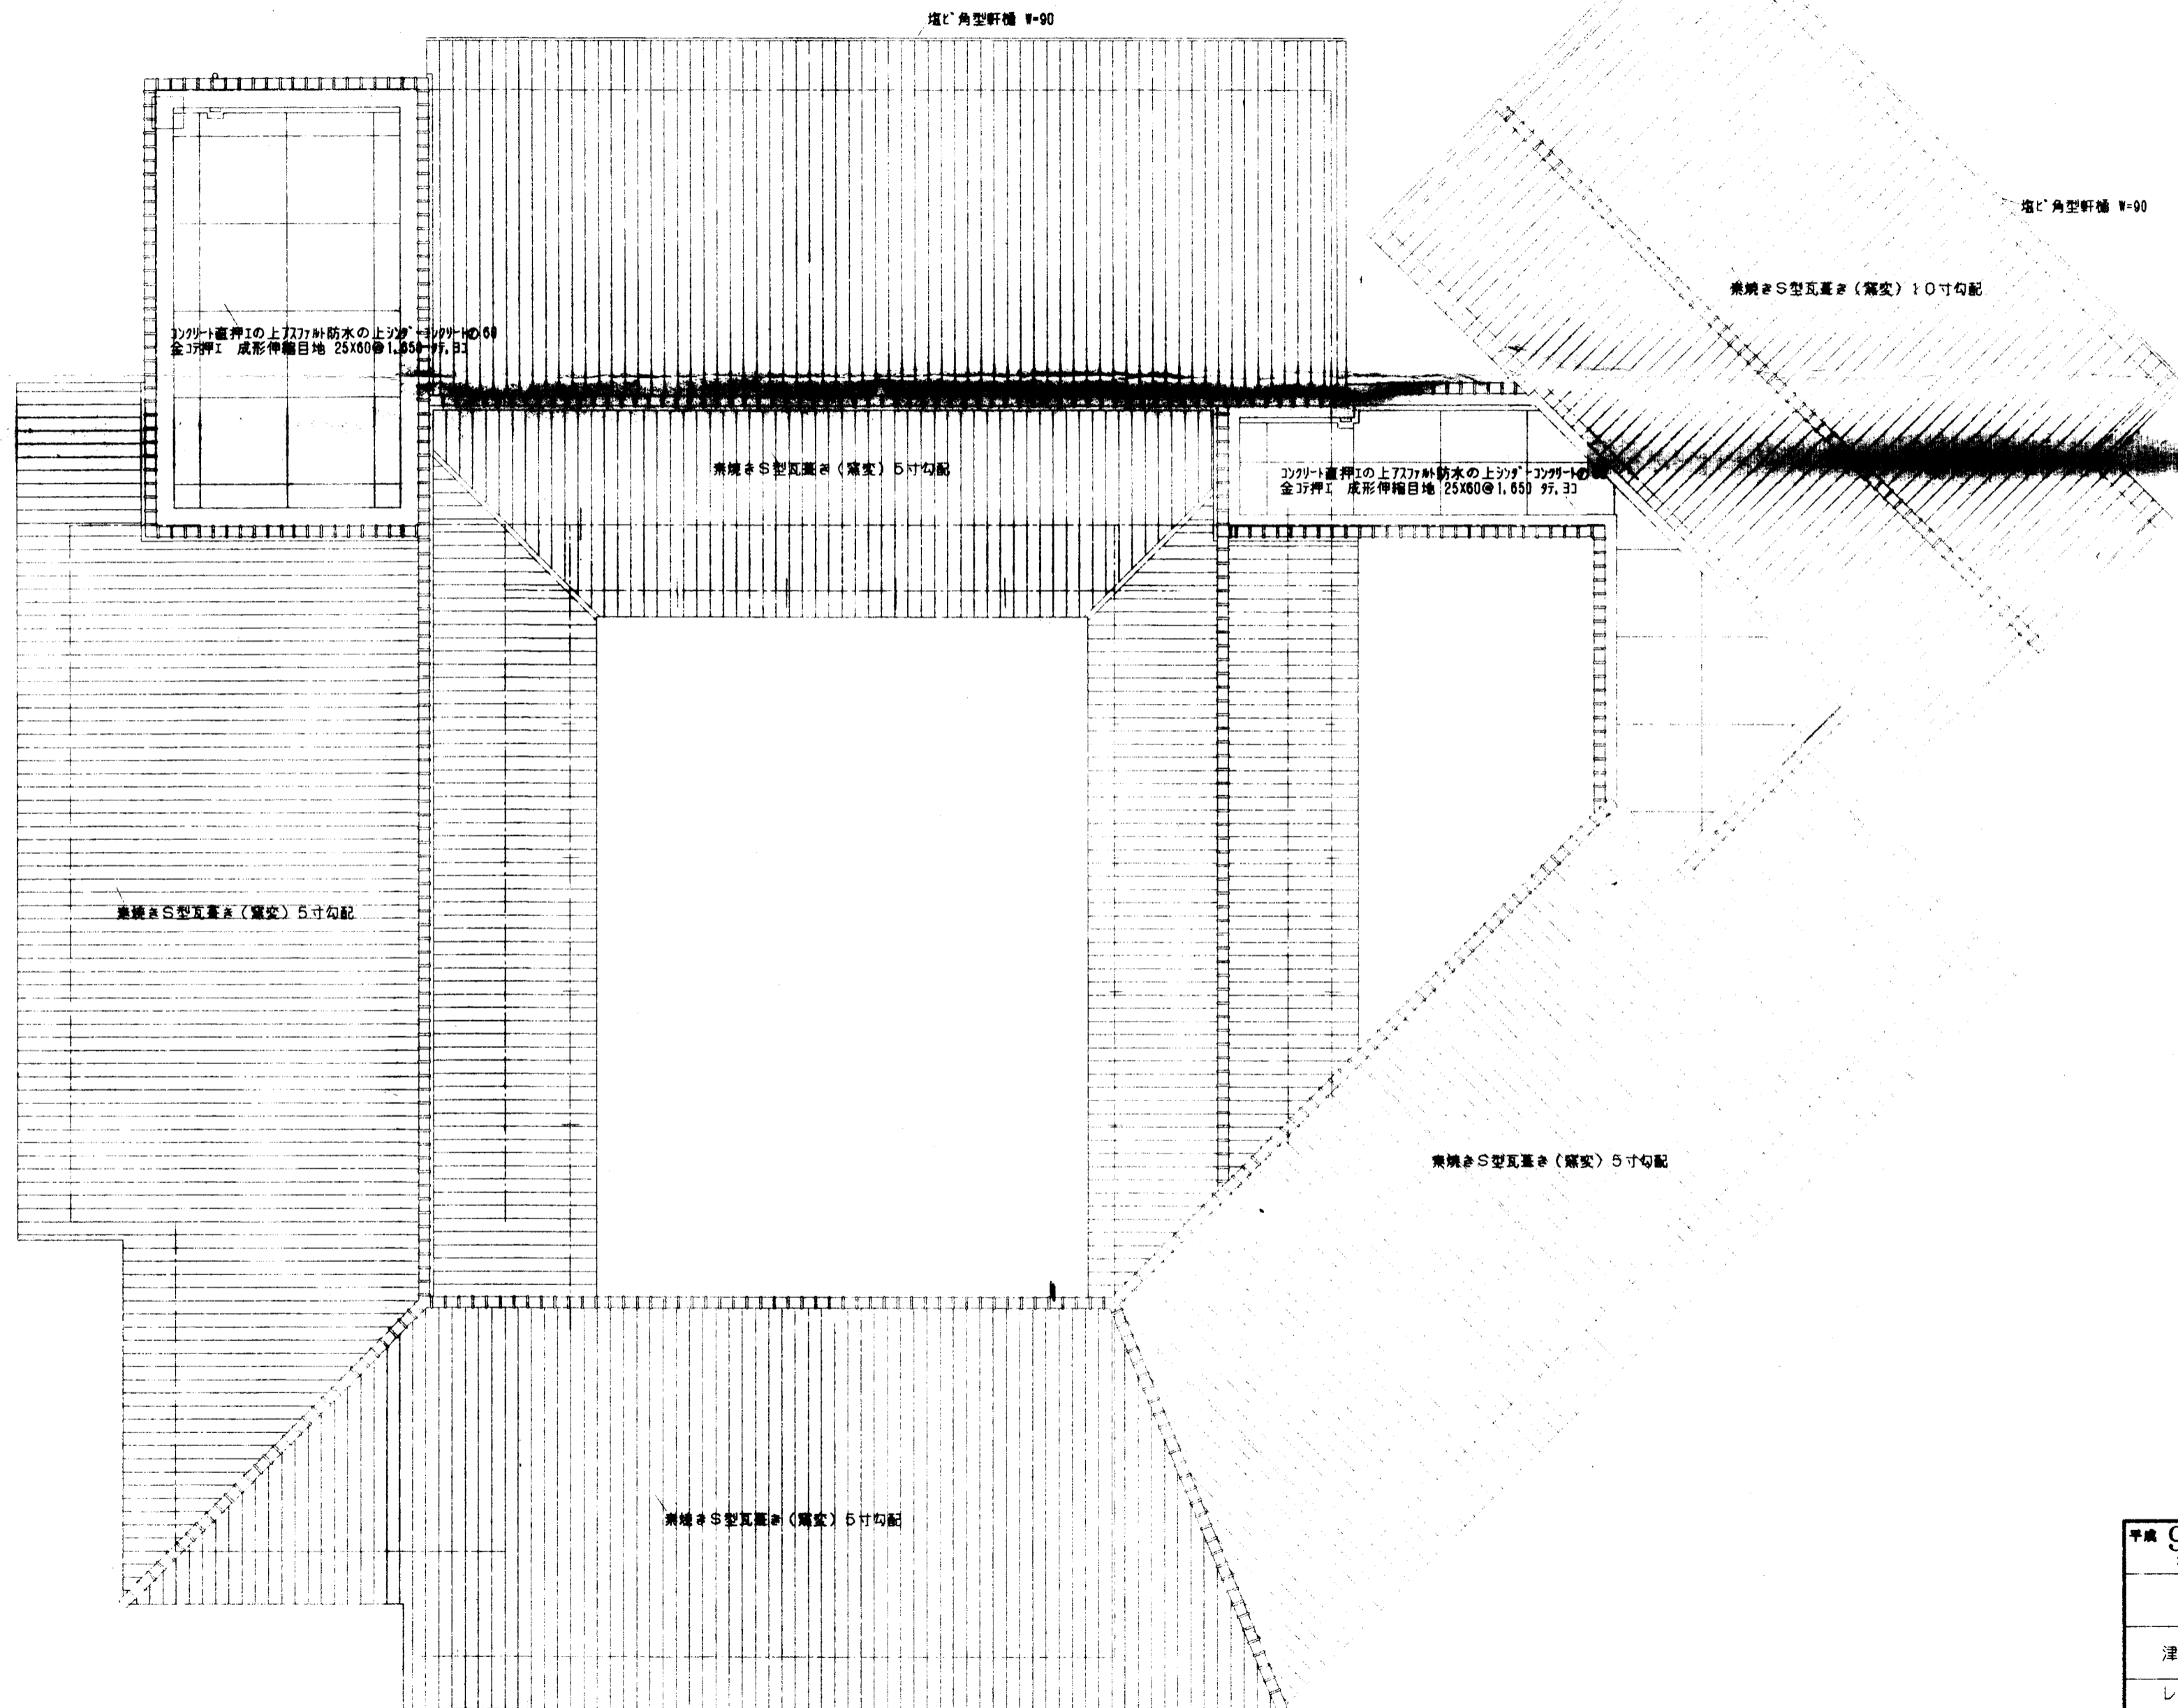 塩ビ角型軒樋 W=90
塩ビ角型軒樋 W=90
素焼きS型瓦葺き(窯変)10寸勾配
コンクリート直押エの上アスファルト防水の上シンダーコンクリートの 60
金コテ押エ 成形伸縮目地 25X60@1,650 タテ,ヨコ
素焼きS型瓦葺き(窯変)5寸勾配
コンクリート直押エの上アスファルト防水の上シンダーコンクリートの
金コテ押エ 成形伸縮目地 25X60@1,650 タテ,ヨコ
素焼きS型瓦葺き(窯変)5寸勾配
素焼きS型瓦葺き(窯変)5寸勾配
素焼きS型瓦葺き(窯変)5寸勾配
平成 9
津
レ